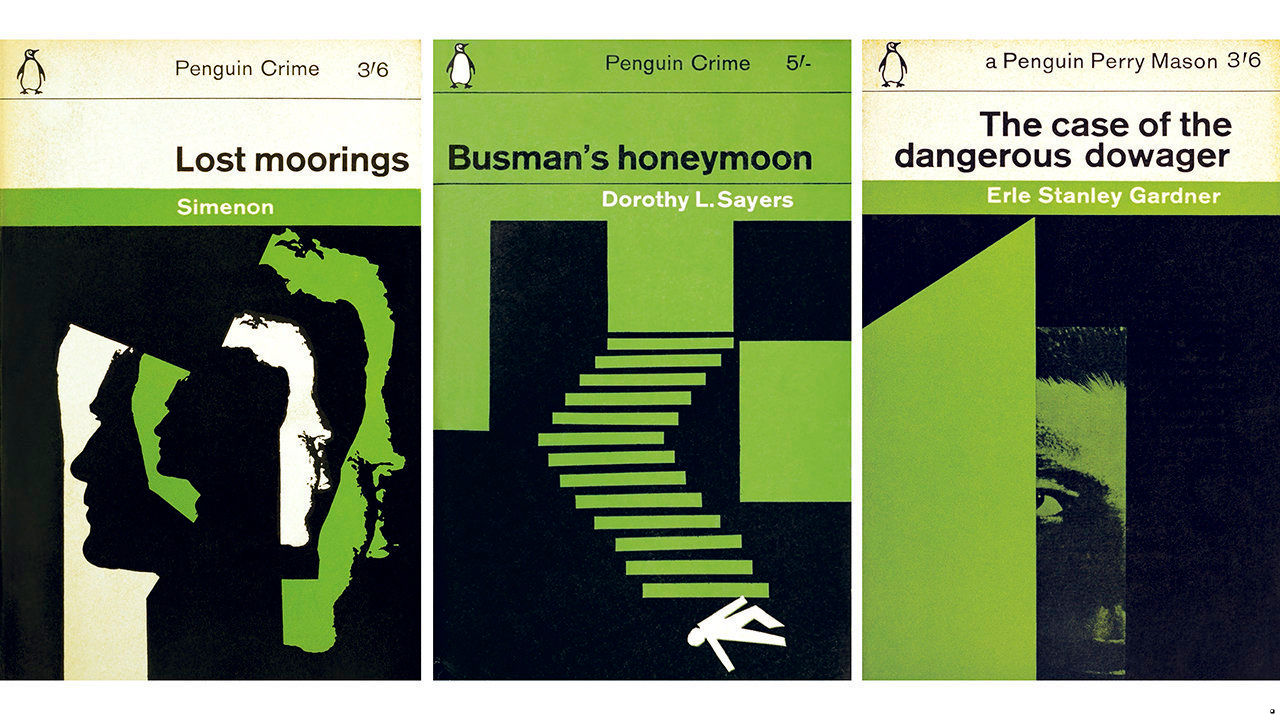 Penguin Crime 3'6
Lost moorings
Simenon
Penguin Crime 5/-
Busman's honeymoon
Dorothy L. Sayers
a Penguin Perry Mason 3'6
The case of the
dangerous dowager
Erle Stanley Gardner